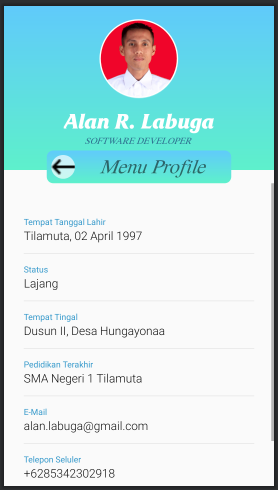 Alan R. Labuga
SOFTWARE DEVELOPER
Menu Profile
Tempat Tanggal Lahir
Tilamuta, 02 April 1997
Status
Lajang
Tempat Tingal
Dusun II, Desa Hungayonaa
Pedidikan Terakhir
SMA Negeri 1 Tilamuta
E-Mail
alan.labuga@gmail.com
Telepon Seluler
+6285342302918